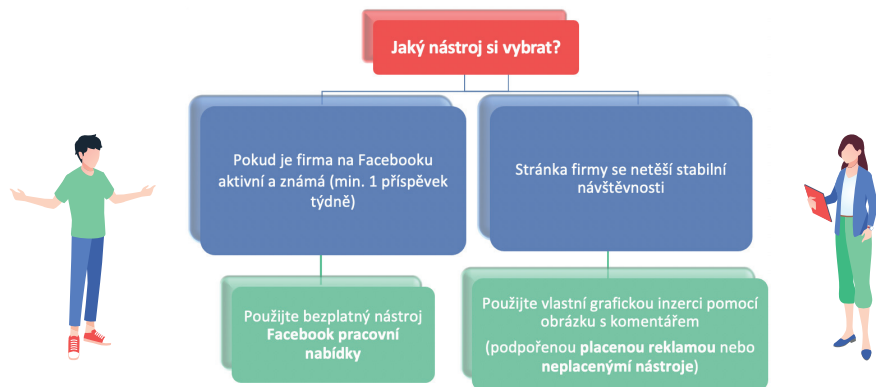 Jaký nástroj si vybrat?
Pokud je firma na Facebooku
aktivní a známá (min. 1 příspěvek
týdně)
Stránka firmy se netěší stabilní
návštěvnosti
Použijte bezplatný nástroj
Facebook pracovní
nabídky
Použijte vlastní grafickou inzerci pomocí
obrázku s komentářem
(podpořenou placenou reklamou nebo
neplacenými nástroje)